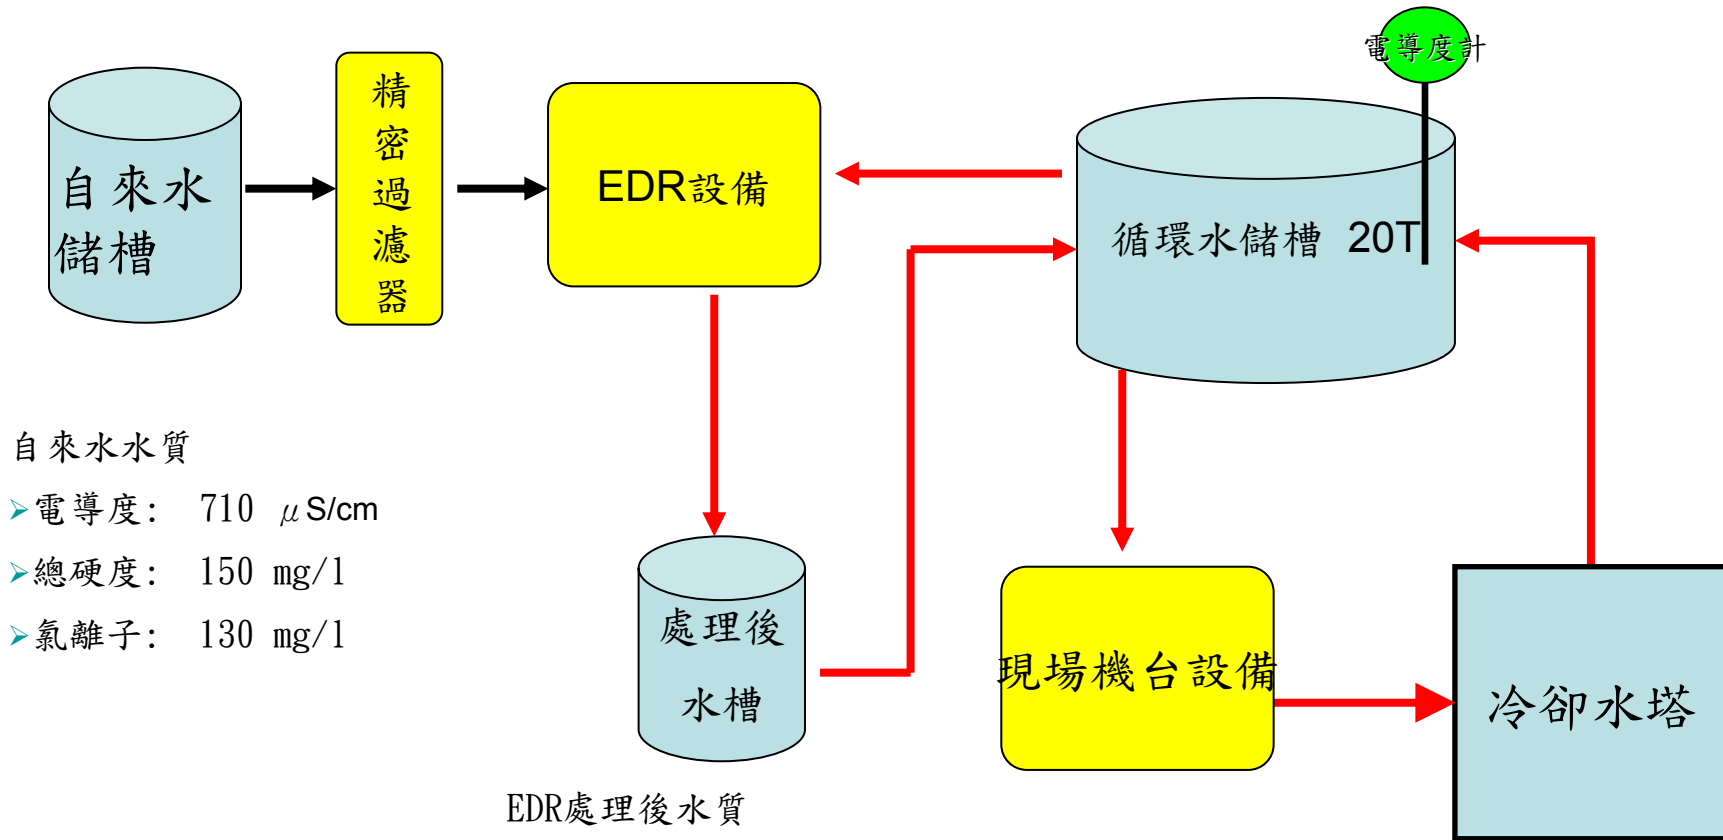 電導度計
自來水
儲槽
精
密
過
濾
器
EDR設備
循環水儲槽 20T
自來水水質
➢電導度: 710 μS/cm
➢總硬度: 150 mg/l
➢氯離子: 130 mg/l
處理後
水槽
現場機台設備
冷卻水塔
EDR處理後水質